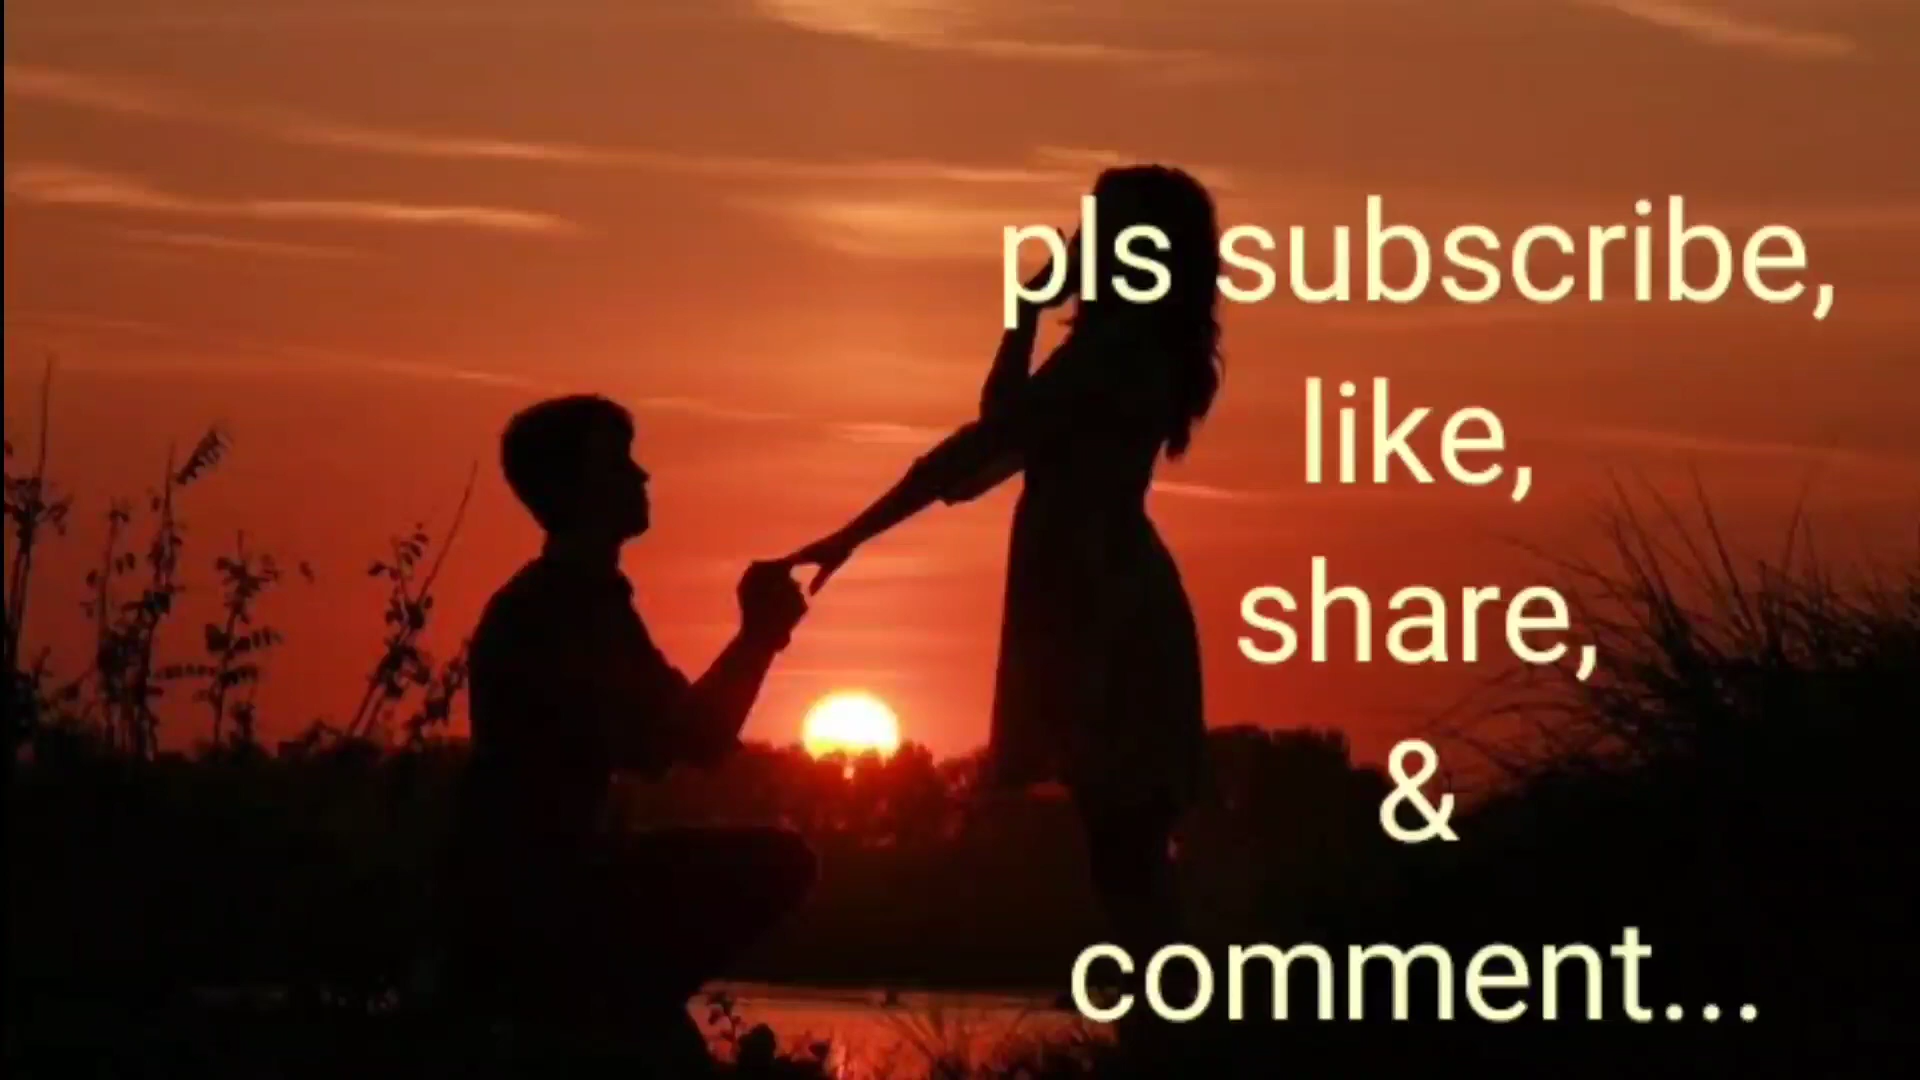 pls subscribe,
like,
share,
&
comment...